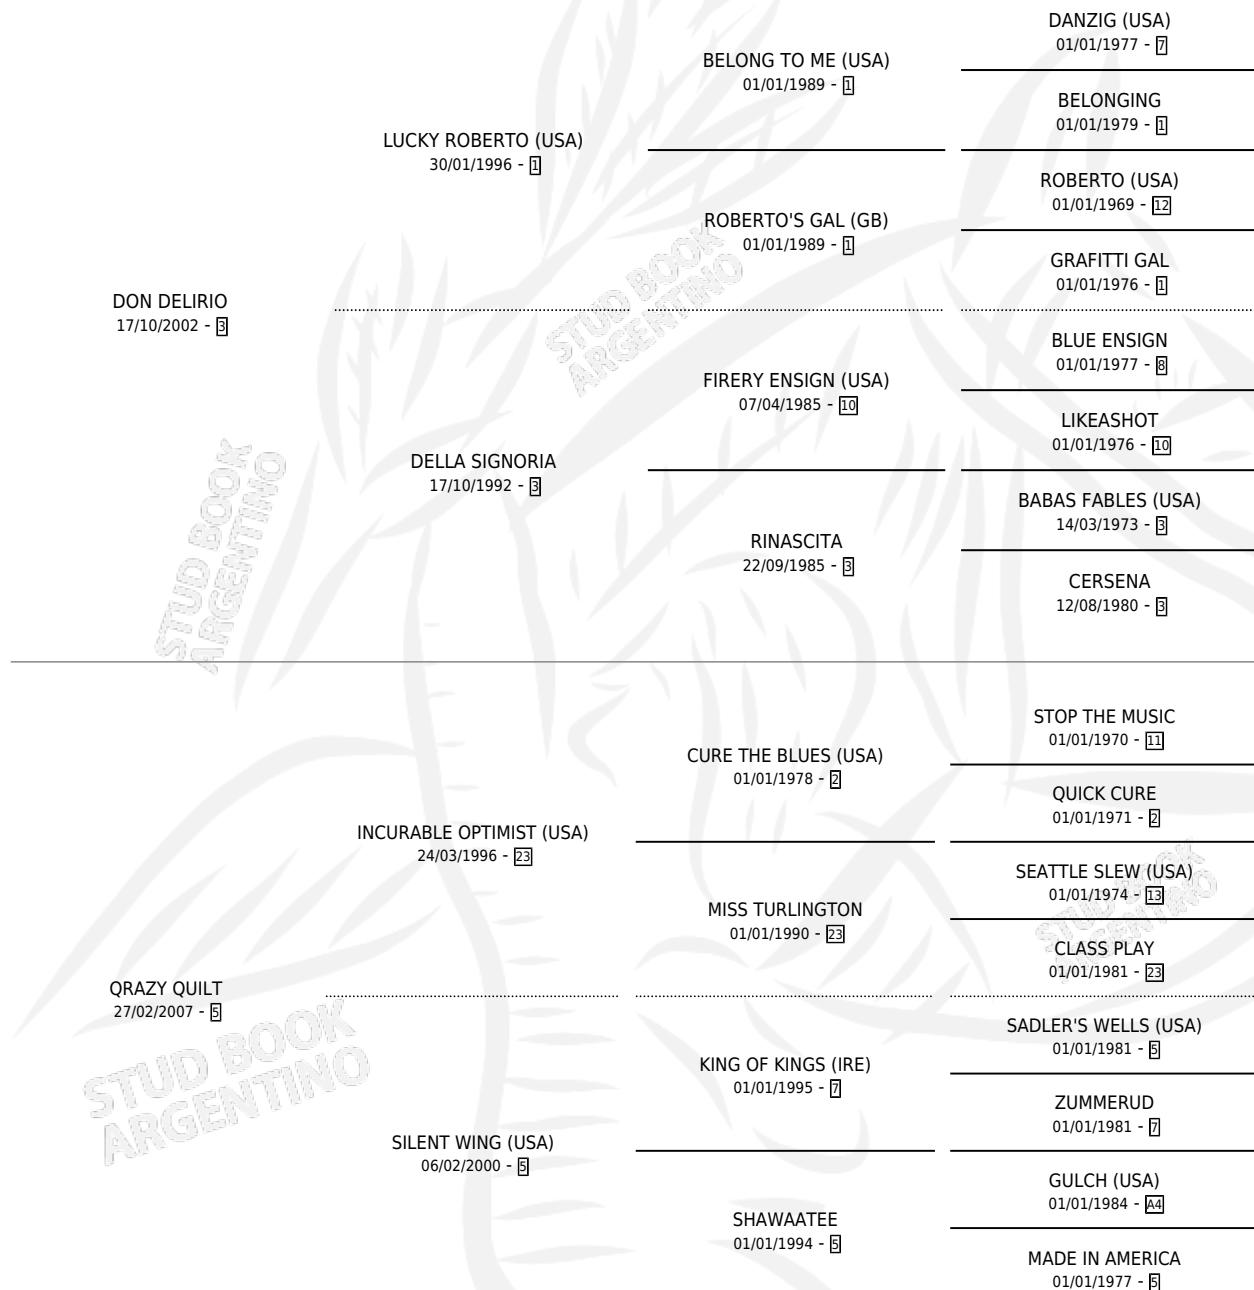 DANZIG (USA)
01/01/1977 - 7
BELONG TO ME (USA)
01/01/1989 - 1
BELONGING
01/01/1979 - 1
LUCKY ROBERTO (USA)
30/01/1996 - 1
ROBERTO (USA)
01/01/1969 - 12
ROBERTO'S GAL (GB)
01/01/1989 - 1
GRAFITTI GAL
01/01/1976 - 1
DON DELIRIO
17/10/2002 - 3
STUD BOOK
ARGENTINO
BLUE ENSIGN
01/01/1977 - 8
FIRERY ENSIGN (USA)
07/04/1985 - 10
LIKEASHOT
01/01/1976 - 10
DELLA SIGNORIA
17/10/1992 - 3
BABAS FABLES (USA)
14/03/1973 - 3
RINASCITA
22/09/1985 - 3
CERSENA
12/08/1980 - 3
STUD BOOK
ARGENTINO
STOP THE MUSIC
01/01/1970 - 11
CURE THE BLUES (USA)
01/01/1978 - 2
QUICK CURE
01/01/1971 - 2
INCURABLE OPTIMIST (USA)
24/03/1996 - 23
SEATTLE SLEW (USA)
01/01/1974 - 13
MISS TURLINGTON
01/01/1990 - 23
STUD BOOK
ARGENTINO
CLASS PLAY
01/01/1981 - 23
QRAZY QUILT
27/02/2007 - 5
SADLER'S WELLS (USA)
01/01/1981 - 5
KING OF KINGS (IRE)
01/01/1995 - 7
STUD BOOK
ARGENTINO
ZUMMERUD
01/01/1981 - 7
SILENT WING (USA)
06/02/2000 - 5
GULCH (USA)
01/01/1984 - A4
SHAWAATEE
01/01/1994 - 5
MADE IN AMERICA
01/01/1977 - 5